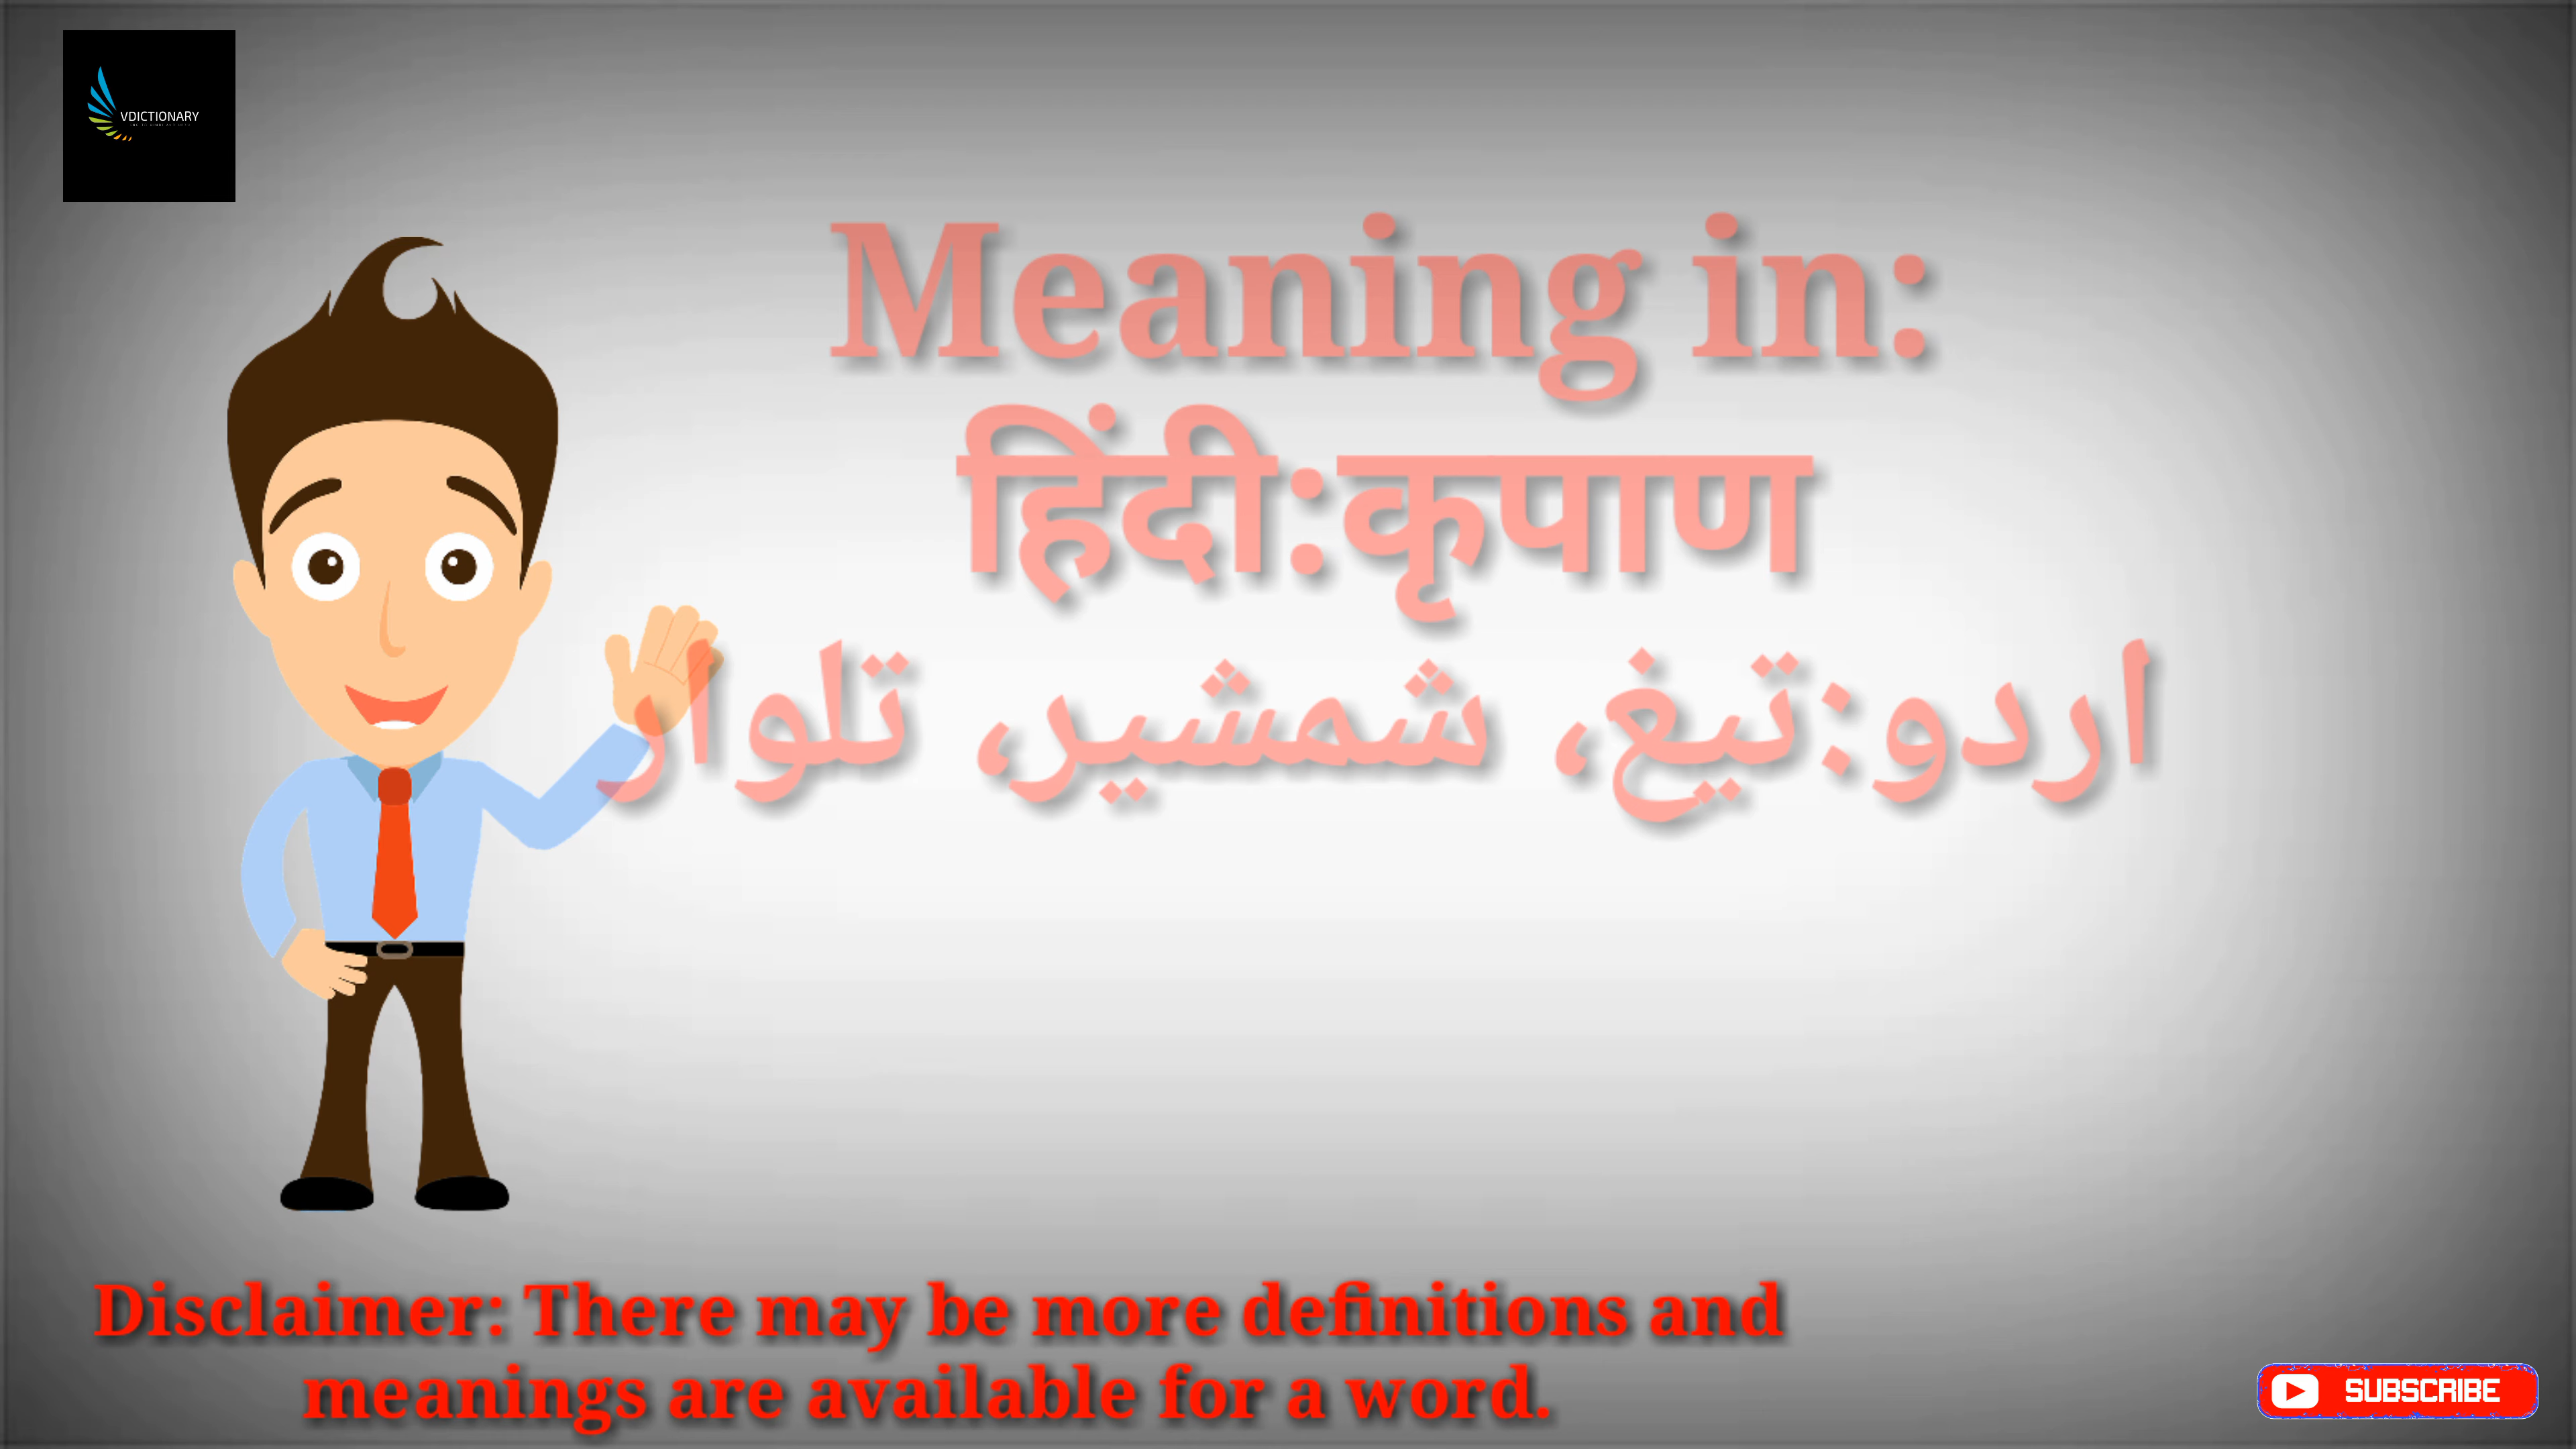 VDICTIONARY
Meaning in:
हिंदी:कृपाण
اردو:تیغ، شمشیر، تلوار
Disclaimer: There may be more definitions and
meanings are available for a word.
SUBSCRIBE